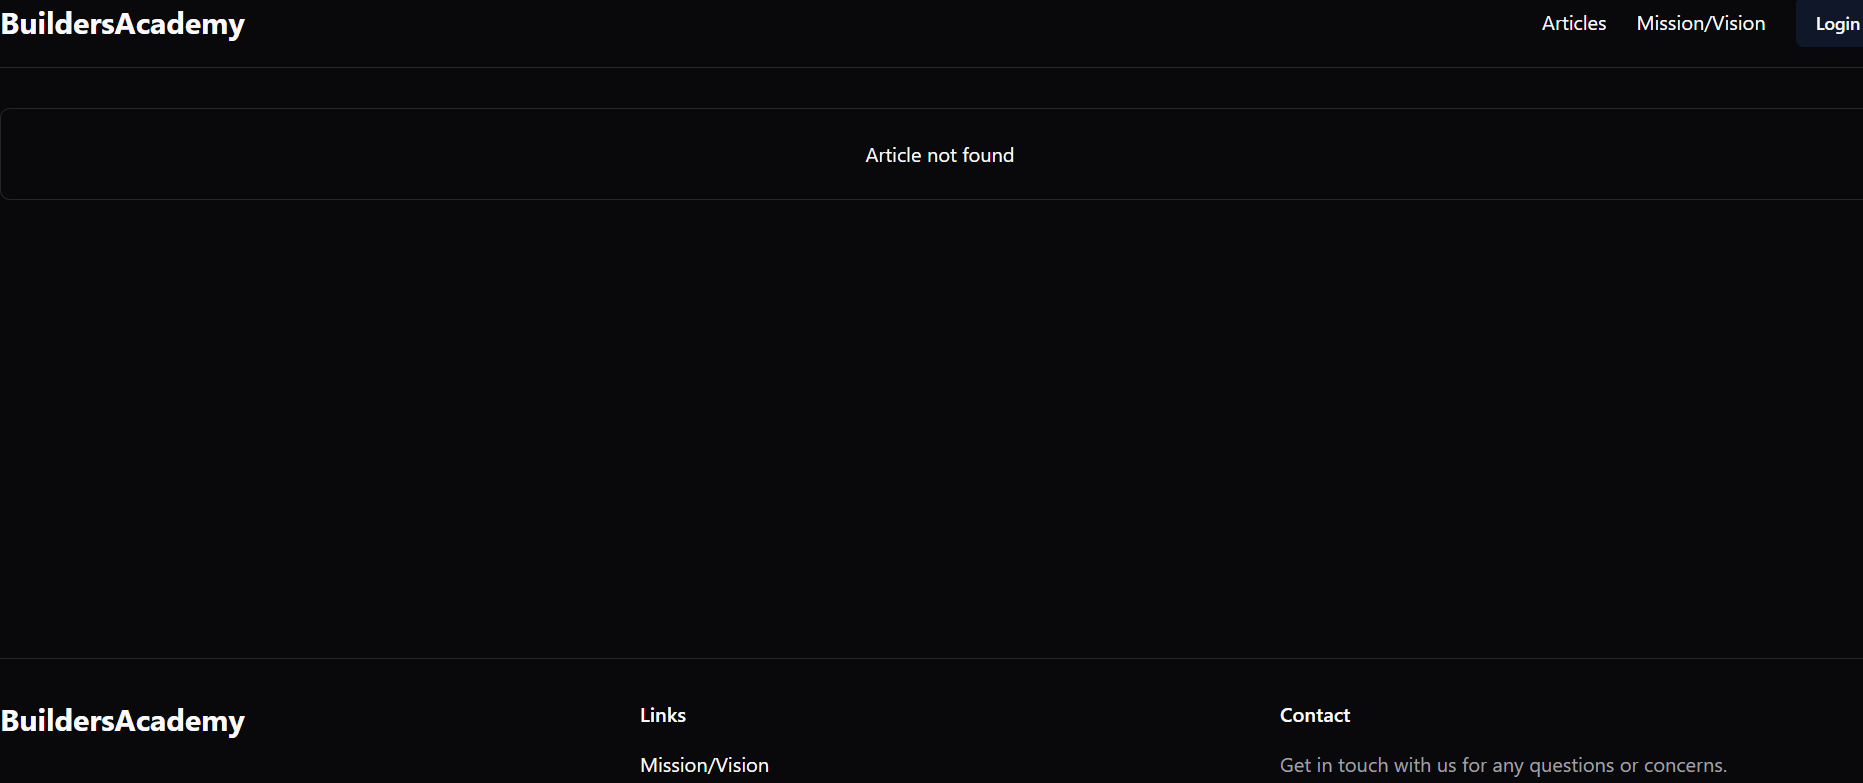 BuildersAcademy
Articles Mission/Vision Login
Article not found
BuildersAcademy
Links
Mission/Vision
Contact
Get in touch with us for any questions or concerns.